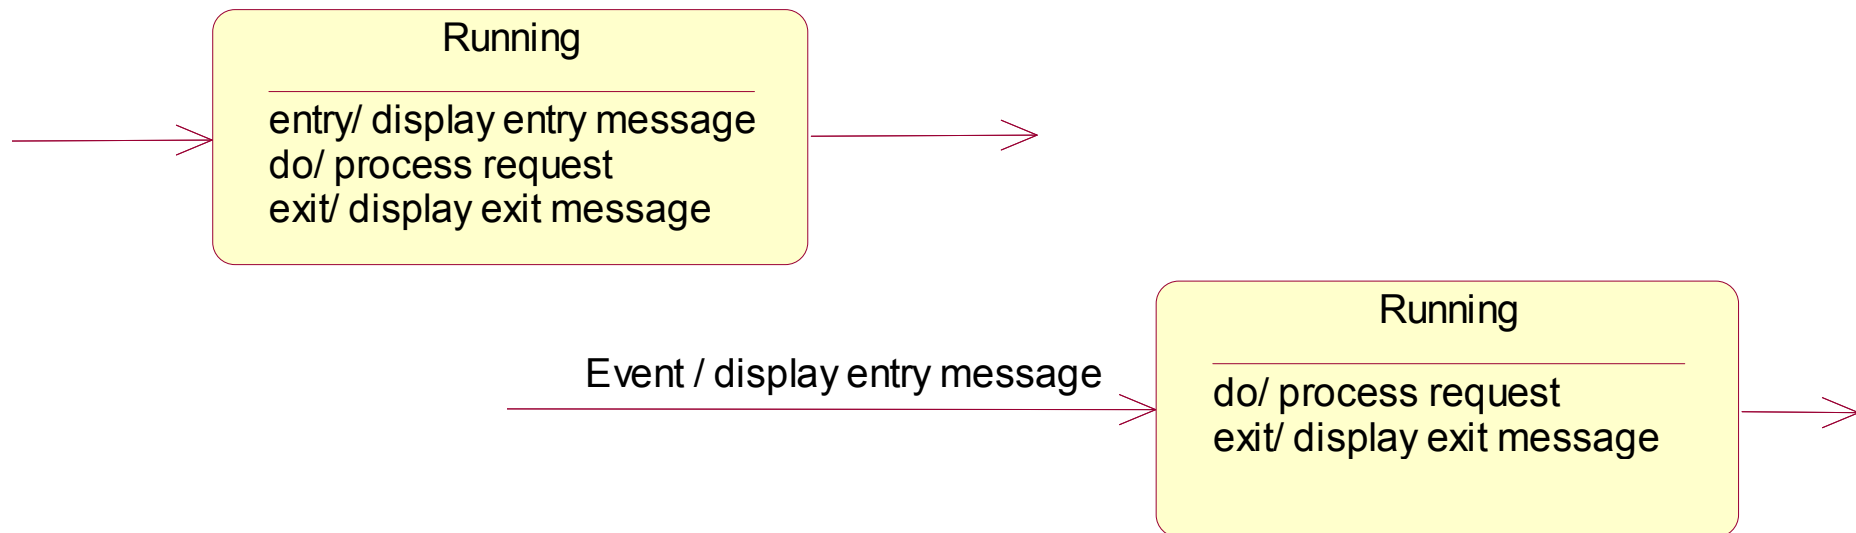 Running
entry/ display entry message
do/ process request
exit/ display exit message
Running
Event / display entry message
do/ process request
exit/ display exit message